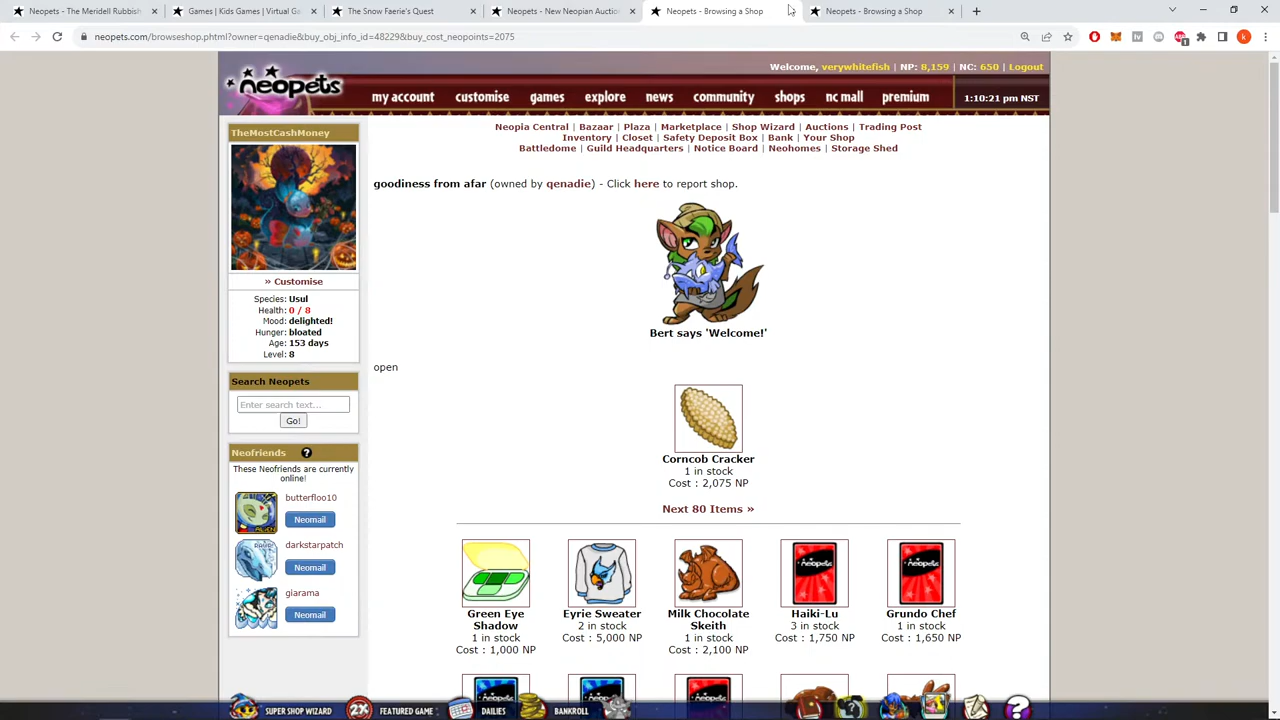 Neopets - The Meridell Rubbish
Games | Kids Games | Virtual G
The Snow Faerie's Quest
Neopets - New Neopian Auctio
Neopets - Browsing a Shop
Neopets - Browsing a Shop
neopets.com/browseshop.phtml?owner=qenadie&buy_obj_info_id=48229&buy_cost_neopoints=2075
neopets
Welcome, verywhitefish | NP: 8,159 | NC: 650 | Logout
my account customise games explore news community shops nc mall premium
1:10:21 pm NST
Neopia Central | Bazaar | Plaza | Marketplace | Shop Wizard | Auctions | Trading Post
Inventory | Closet | Safety Deposit Box | Bank | Your Shop
Battledome | Guild Headquarters | Notice Board | Neohomes | Storage Shed
TheMostCashMoney
» Customise
Species: Usul
Health: 0 / 8
Mood: delighted!
Hunger: bloated
Age: 153 days
Level: 8
Search Neopets
Enter search text...
Go!
Neofriends ?
These Neofriends are currently
online!
butterfloo10
Neomail
darkstarpatch
Neomail
giarama
Neomail
goodiness from afar (owned by qenadie) - Click here to report shop.
Bert says 'Welcome!'
open
Corncob Cracker
1 in stock
Cost : 2,075 NP
Next 80 Items »
Green Eye
Shadow
1 in stock
Cost : 1,000 NP
Eyrie Sweater
2 in stock
Cost : 5,000 NP
Milk Chocolate
Skeith
1 in stock
Cost : 2,100 NP
Haiki-Lu
3 in stock
Cost : 1,750 NP
Grundo Chef
1 in stock
Cost : 1,650 NP
SUPER SHOP WIZARD
2X FEATURED GAME
DAILIES
BANKROLL